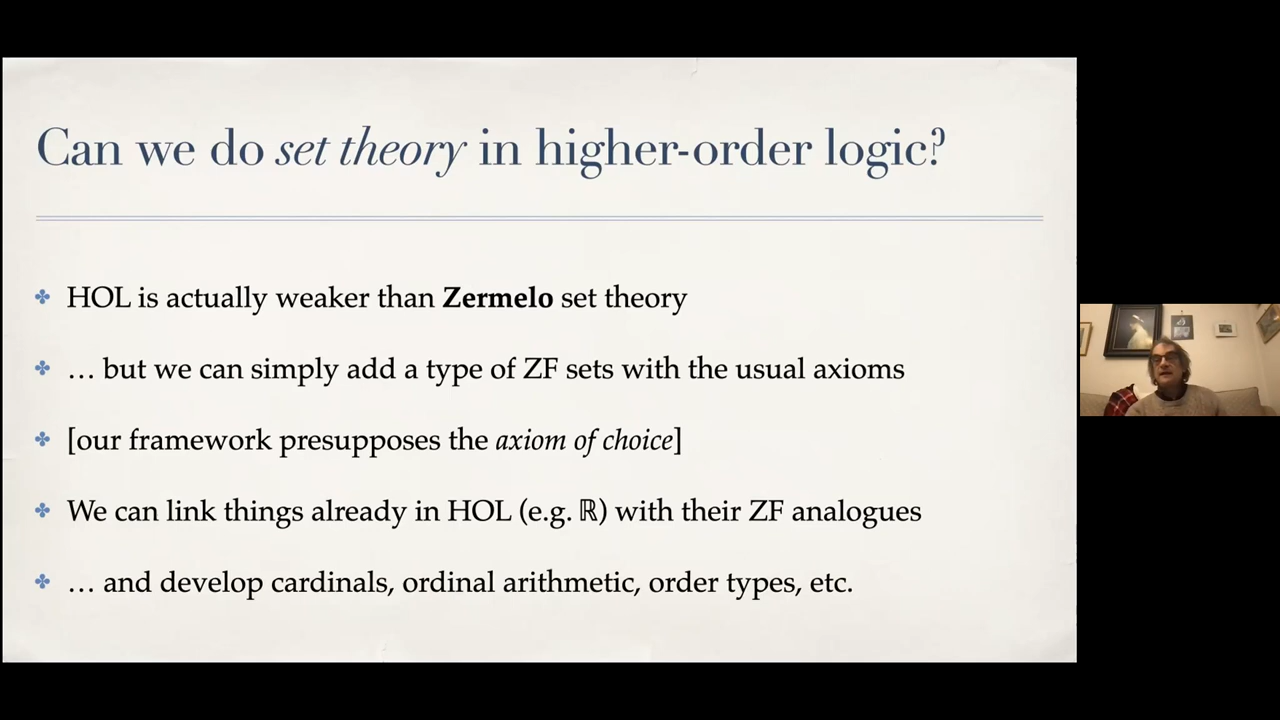 Can we do set theory in higher-order logic?
HOL is actually weaker than Zermelo set theory
… but we can simply add a type of ZF sets with the usual axioms
[our framework presupposes the axiom of choice]
We can link things already in HOL (e.g. ℝ) with their ZF analogues
… and develop cardinals, ordinal arithmetic, order types, etc.